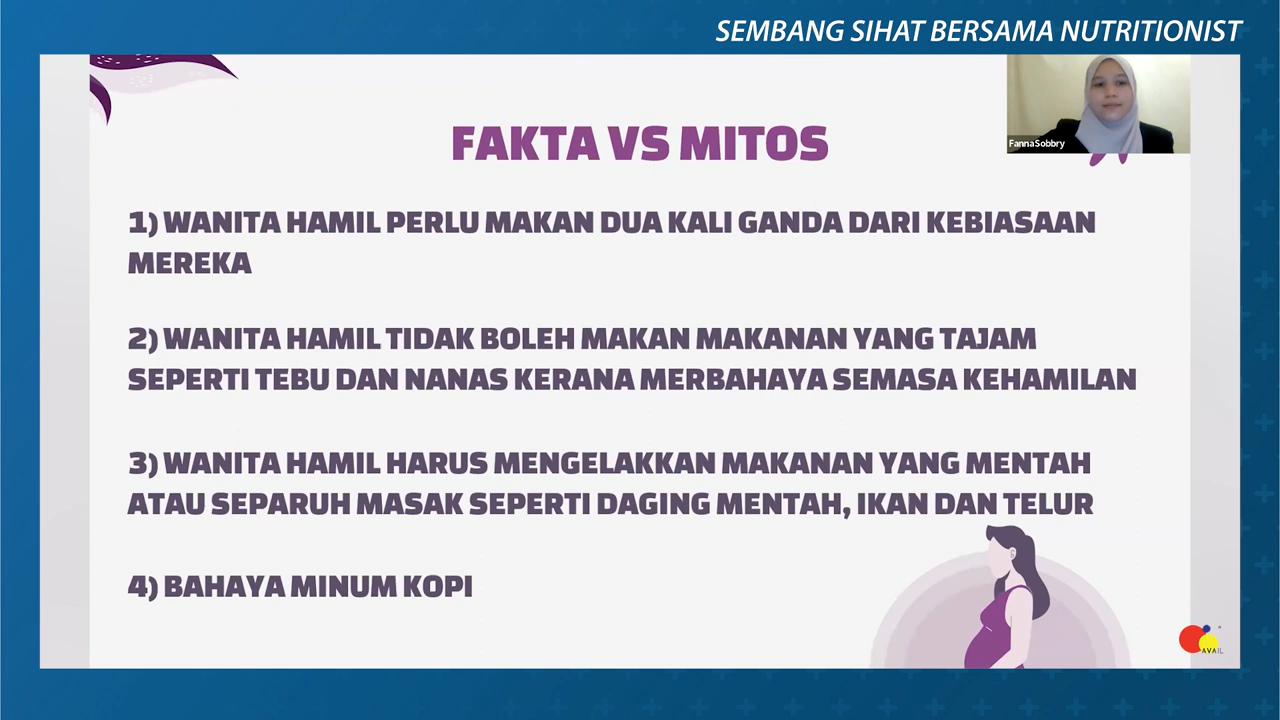 SEMBANG SIHAT BERSAMA NUTRITIONIST
FannaSobbry
FAKTA VS MITOS
1) WANITA HAMIL PERLU MAKAN DUA KALI GANDA DARI KEBIASAAN
MEREKA
2) WANITA HAMIL TIDAK BOLEH MAKAN MAKANAN YANG TAJAM
SEPERTI TEBU DAN NANAS KERANA MERBAHAYA SEMASA KEHAMILAN
3) WANITA HAMIL HARUS MENGELAKKAN MAKANAN YANG MENTAH
ATAU SEPARUH MASAK SEPERTI DAGING MENTAH, IKAN DAN TELUR
4) BAHAYA MINUM KOPI
AVAIL